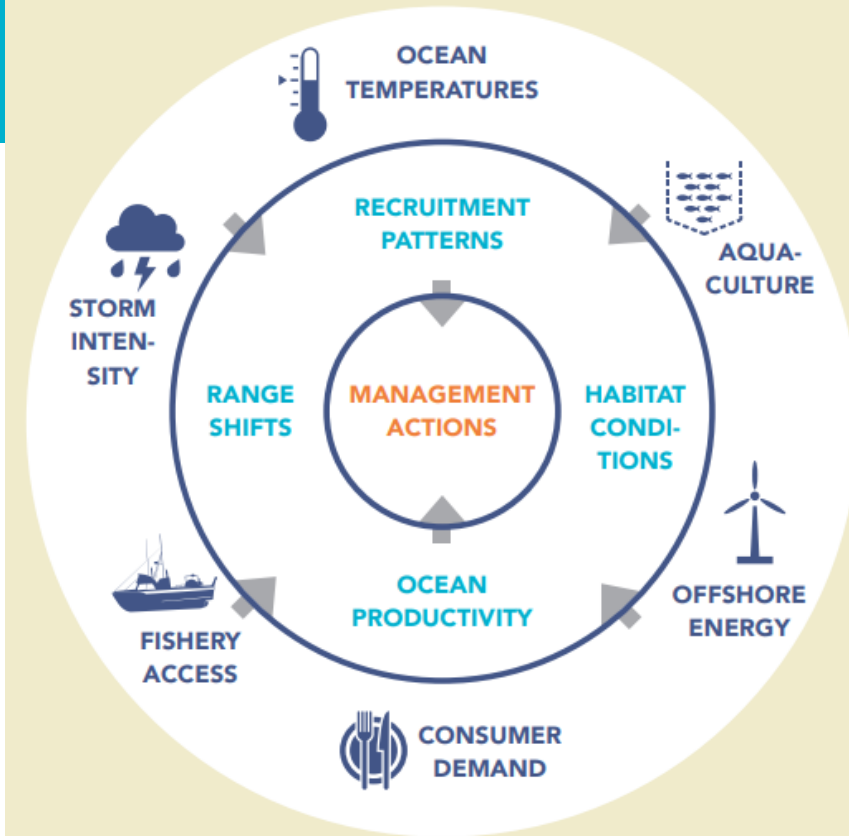 OCEAN
TEMPERATURES
RECRUITMENT
PATTERNS
AQUA-
CULTURE
STORM
INTEN-
SITY
RANGE
SHIFTS
MANAGEMENT
ACTIONS
HABITAT
CONDI-
TIONS
OCEAN
PRODUCTIVITY
OFFSHORE
ENERGY
FISHERY
ACCESS
CONSUMER
DEMAND